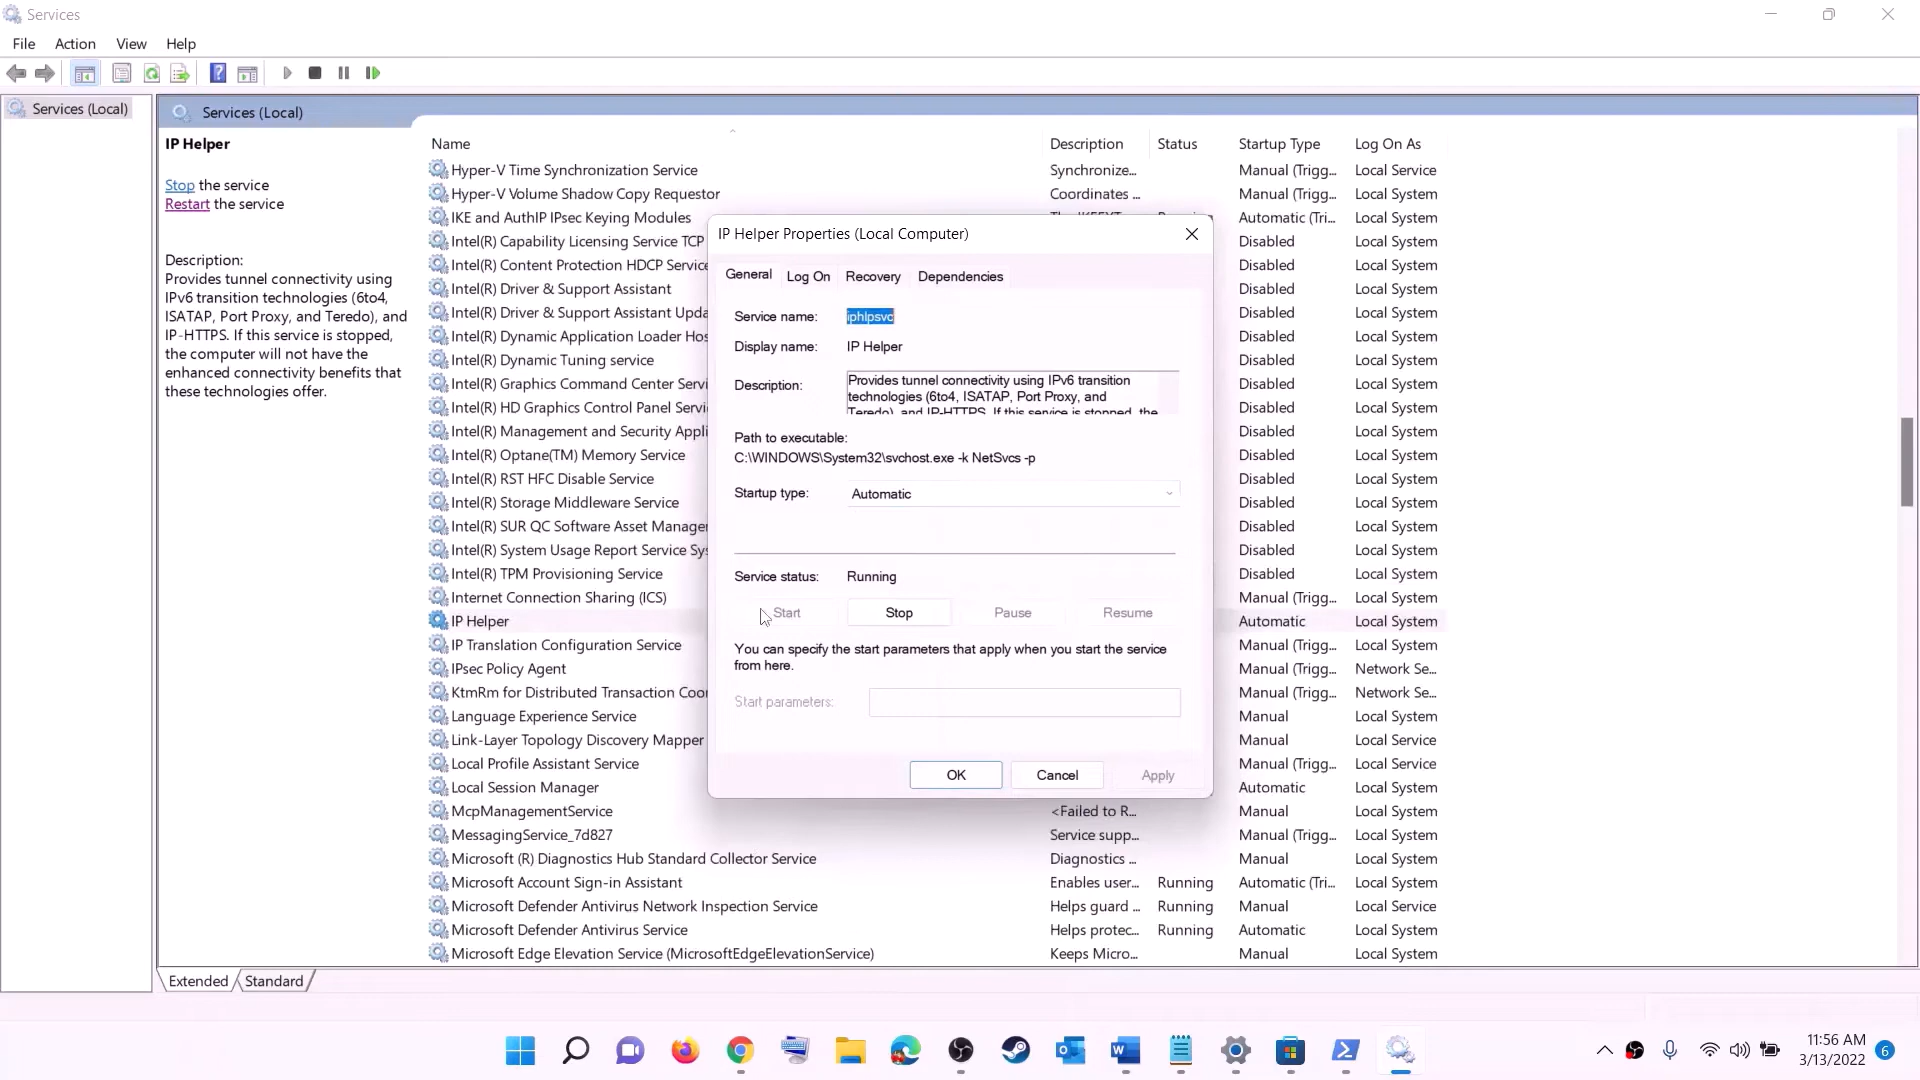 Services
File Action View Help
Services (Local)
Services (Local)
IP Helper
Stop the service
Restart the service
Description:
Provides tunnel connectivity using
IPv6 transition technologies (6to4,
ISATAP, Port Proxy, and Teredo), and
IP-HTTPS. If this service is stopped,
the computer will not have the
enhanced connectivity benefits that
these technologies offer.
Name Description Status Startup Type Log On As
Hyper-V Time Synchronization Service Synchronize... Manual (Trigg... Local Service
Hyper-V Volume Shadow Copy Requestor Coordinates ... Manual (Trigg... Local System
IKE and AuthIP IPsec Keying Modules Automatic (Tri... Local System
Intel(R) Capability Licensing Service TCP Disabled Local System
Intel(R) Content Protection HDCP Service Disabled Local System
Intel(R) Driver & Support Assistant Disabled Local System
Intel(R) Driver & Support Assistant Upda Disabled Local System
Intel(R) Dynamic Application Loader Hos Disabled Local System
Intel(R) Dynamic Tuning service Disabled Local System
Intel(R) Graphics Command Center Servi Disabled Local System
Intel(R) HD Graphics Control Panel Servi Disabled Local System
Intel(R) Management and Security Appli Disabled Local System
Intel(R) Optane(TM) Memory Service Disabled Local System
Intel(R) RST HFC Disable Service Disabled Local System
Intel(R) Storage Middleware Service Disabled Local System
Intel(R) SUR QC Software Asset Manager Disabled Local System
Intel(R) System Usage Report Service Sys Disabled Local System
Intel(R) TPM Provisioning Service Disabled Local System
Internet Connection Sharing (ICS) Manual (Trigg... Local System
IP Helper Automatic Local System
IP Translation Configuration Service Manual (Trigg... Local System
IPsec Policy Agent Manual (Trigg... Network Se...
KtmRm for Distributed Transaction Coor Manual (Trigg... Network Se...
Language Experience Service Manual Local System
Link-Layer Topology Discovery Mapper Manual Local Service
Local Profile Assistant Service Manual (Trigg... Local Service
Local Session Manager Automatic Local System
McpManagementService <Failed to R... Manual Local System
MessagingService_7d827 Service supp... Manual (Trigg... Local System
Microsoft (R) Diagnostics Hub Standard Collector Service Diagnostics ... Manual Local System
Microsoft Account Sign-in Assistant Enables user... Running Automatic (Tri... Local System
Microsoft Defender Antivirus Network Inspection Service Helps guard ... Running Manual Local Service
Microsoft Defender Antivirus Service Helps protec... Running Automatic Local System
Microsoft Edge Elevation Service (MicrosoftEdgeElevationService) Keeps Micro... Manual Local System
IP Helper Properties (Local Computer)
General Log On Recovery Dependencies
Service name: iphlpsvc
Display name: IP Helper
Description: Provides tunnel connectivity using IPv6 transition
technologies (6to4, ISATAP, Port Proxy, and
Teredo), and IP-HTTPS. If this service is stopped, the
Path to executable:
C:\WINDOWS\System32\svchost.exe -k NetSvcs -p
Startup type: Automatic
Service status: Running
Start Stop Pause Resume
You can specify the start parameters that apply when you start the service
from here.
Start parameters:
OK Cancel Apply
Extended Standard
11:56 AM
3/13/2022 6